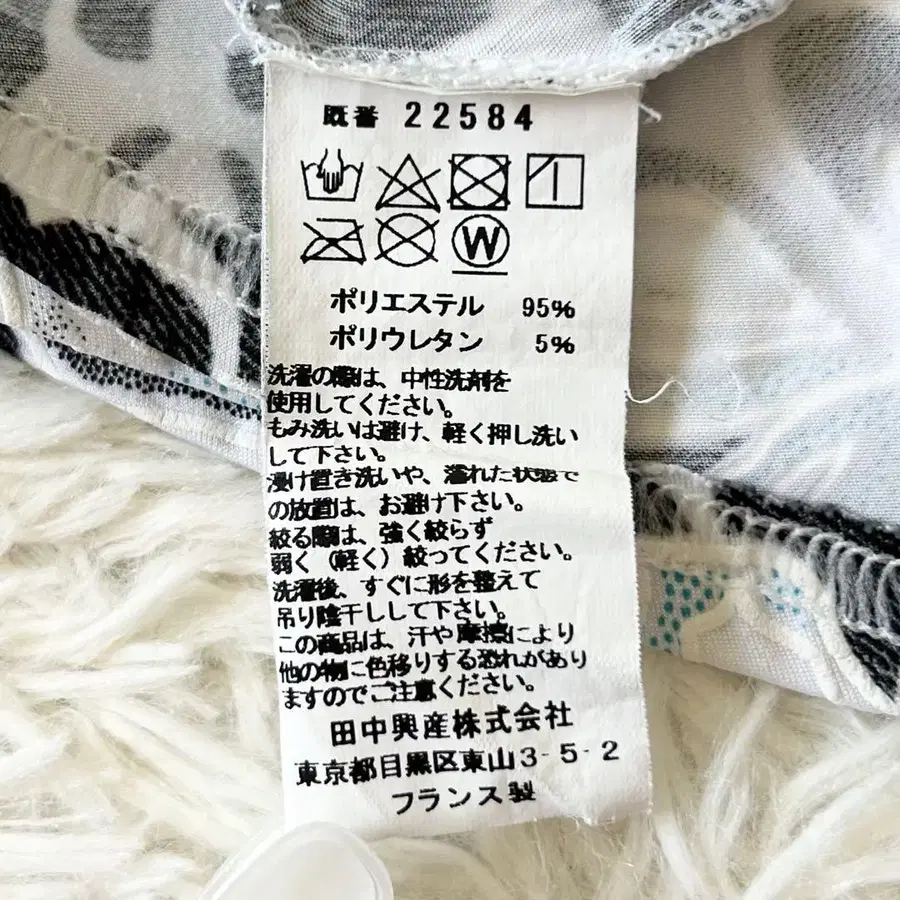 既番 22584
W
ポリエステル 95%
ポリウレタン 5%
洗濯の際は、中性洗剤を
使用してください。
もみ洗いは避け、軽く押し洗い
して下さい。
浸け置き洗いや、濡れた状態で
の放置は、お避け下さい。
絞る際は、強く絞らず
弱く（軽く）絞ってください。
洗濯後、すぐに形を整えて
吊り陰干しして下さい。
この商品は、汗や摩擦により
他の物に色移りする恐れがあり
ますのでご注意ください。
田中興産株式会社
東京都目黒区東山3-5-2
フランス製